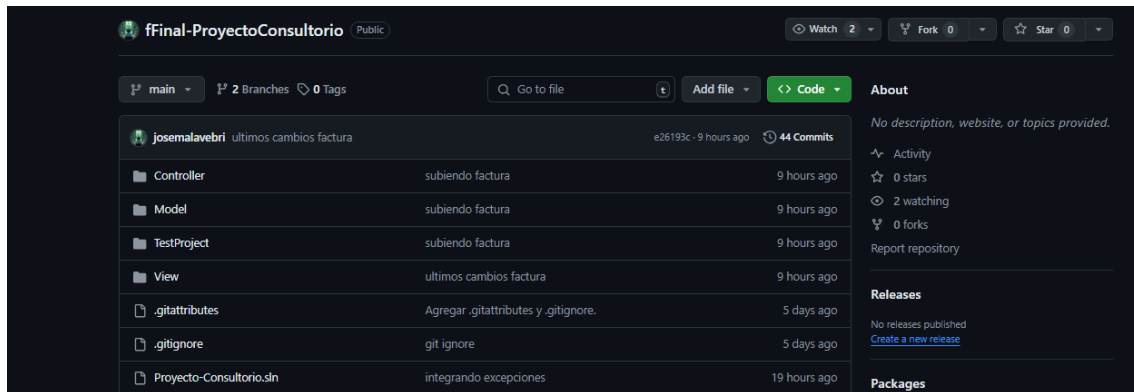 fFinal-ProyectoConsultorio Public
Watch 2 Fork 0 Star 0
main 2 Branches 0 Tags Go to file t Add file Code
josemalavebri ultimos cambios factura e26193c · 9 hours ago 44 Commits
Controller subiendo factura 9 hours ago
Model subiendo factura 9 hours ago
TestProject subiendo factura 9 hours ago
View ultimos cambios factura 9 hours ago
.gitattributes Agregar .gitattributes y .gitignore. 5 days ago
.gitignore git ignore 5 days ago
Proyecto-Consultorio.sln integrando excepciones 19 hours ago
About
No description, website, or topics provided.
Activity
0 stars
2 watching
0 forks
Report repository
Releases
No releases published
Create a new release
Packages